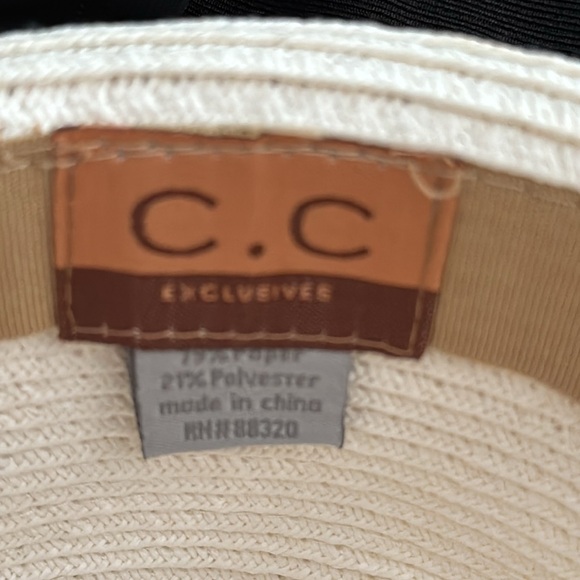 C.C
EXCLUSIVES
79% Paper
21% Polyester
made in china
RN#88320